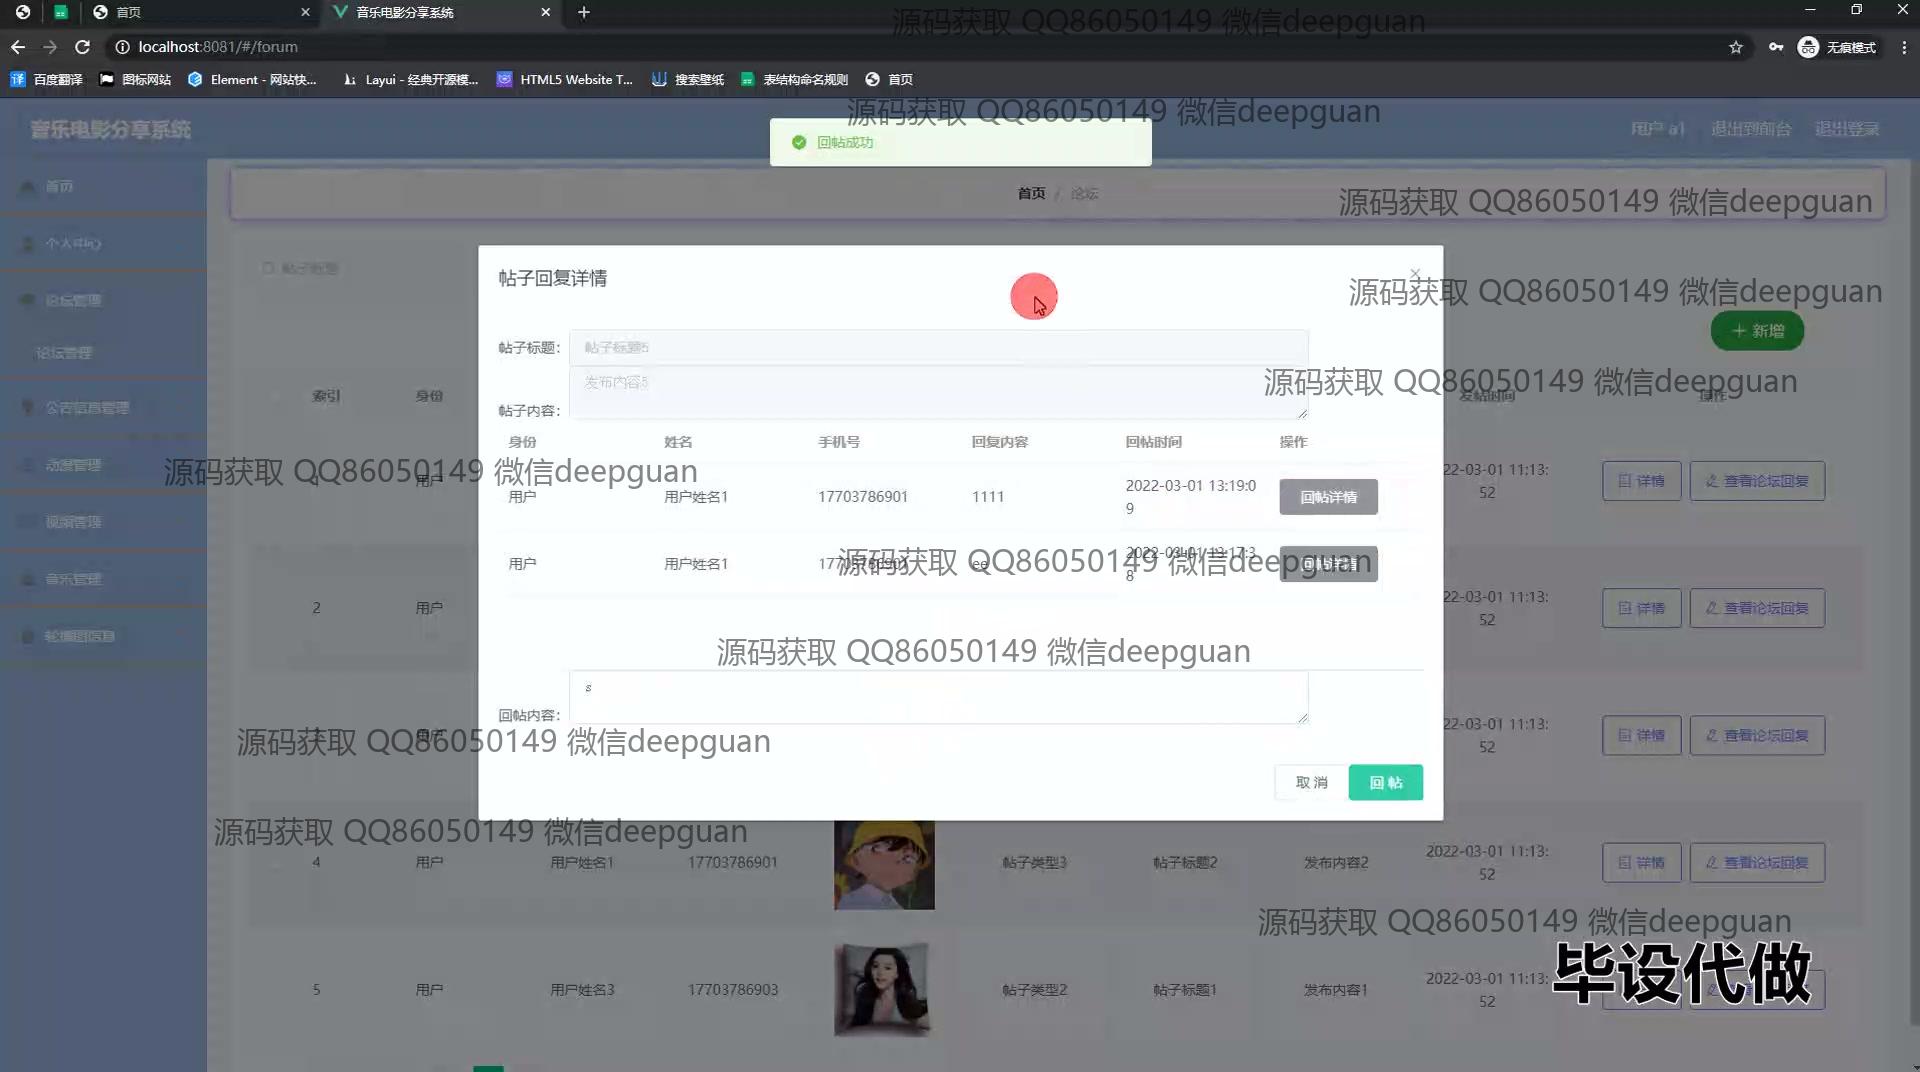 首页
音乐电影分享系统
localhost:8081/#/forum
无痕模式
百度翻译
图标网站
Element - 网站快...
Layui - 经典开源模...
HTML5 Website T...
搜索壁纸
表结构命名规则
首页
源码获取 QQ86050149 微信deepguan
源码获取 QQ86050149 微信deepguan
音乐电影分享系统
回帖成功
用户 a1
退出到前台
退出登录
首页
首页 / 论坛
源码获取 QQ86050149 微信deepguan
个人中心
帖子标题
帖子回复详情
源码获取 QQ86050149 微信deepguan
论坛管理
新增
论坛管理
帖子标题: 帖子标题5
发布内容5
帖子内容:
源码获取 QQ86050149 微信deepguan
索引 身份
发帖时间 操作
公告信息管理
身份 姓名 手机号 回复内容 回帖时间 操作
动漫管理
源码获取 QQ86050149 微信deepguan
用户 用户姓名1 17703786901 1111 2022-03-01 13:19:0
9
回帖详情
用户
22-03-01 11:13:
52
详情 查看论坛回复
视频管理
用户 用户姓名1 17703786901 ee 2022-03-01 13:17:3
8
回帖详情
源码获取 QQ86050149 微信deepguan
音乐管理
2 用户
22-03-01 11:13:
52
详情 查看论坛回复
轮播图信息
源码获取 QQ86050149 微信deepguan
s
回帖内容:
源码获取 QQ86050149 微信deepguan
用户
22-03-01 11:13:
52
详情 查看论坛回复
取 消 回 帖
源码获取 QQ86050149 微信deepguan
4 用户 用户姓名1 17703786901 帖子类型3 帖子标题2 发布内容2 2022-03-01 11:13:
52
详情 查看论坛回复
源码获取 QQ86050149 微信deepguan
5 用户 用户姓名3 17703786903 帖子类型2 帖子标题1 发布内容1 2022-03-01 11:13:
52
毕设代做